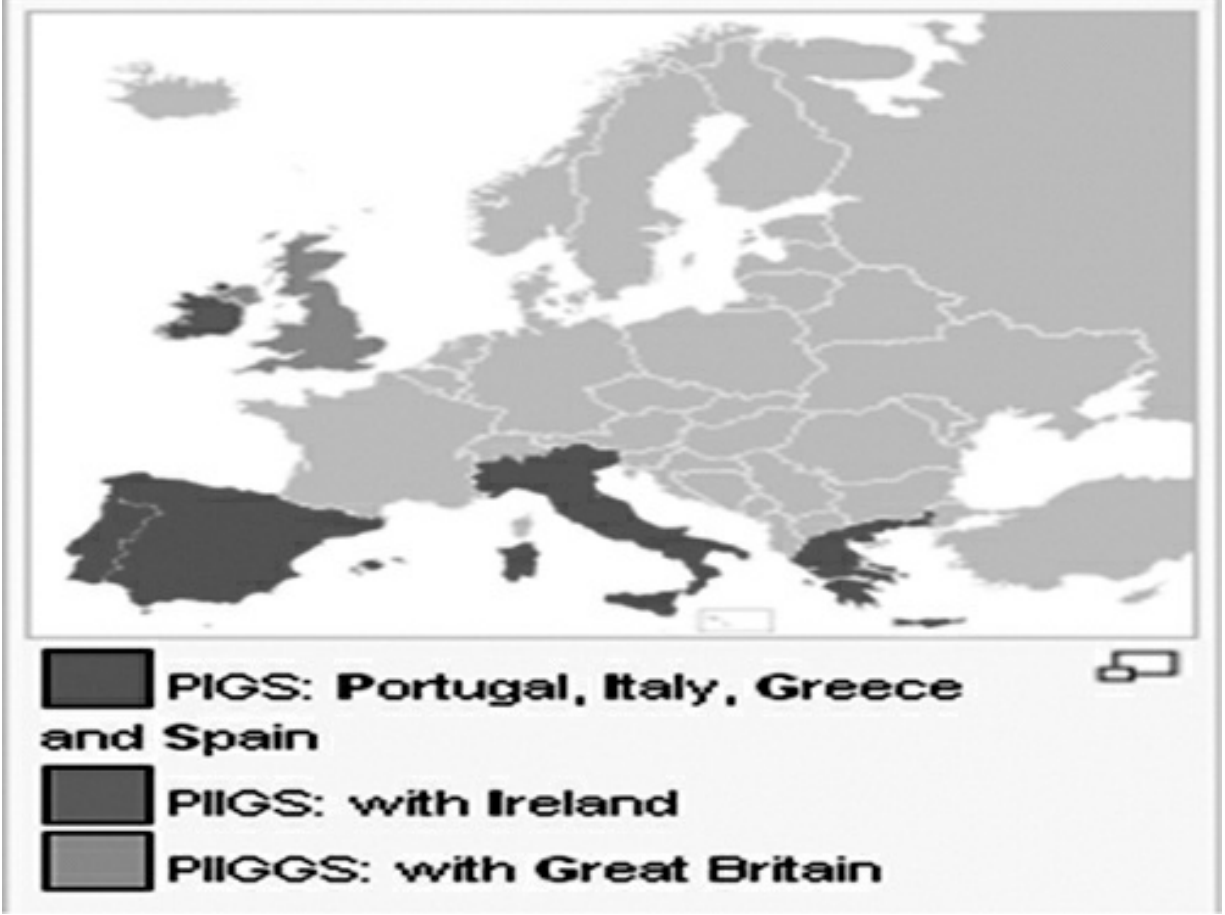 PIGS: Portugal, Italy, Greece
and Spain
PIIGS: with Ireland
PIIGGS: with Great Britain